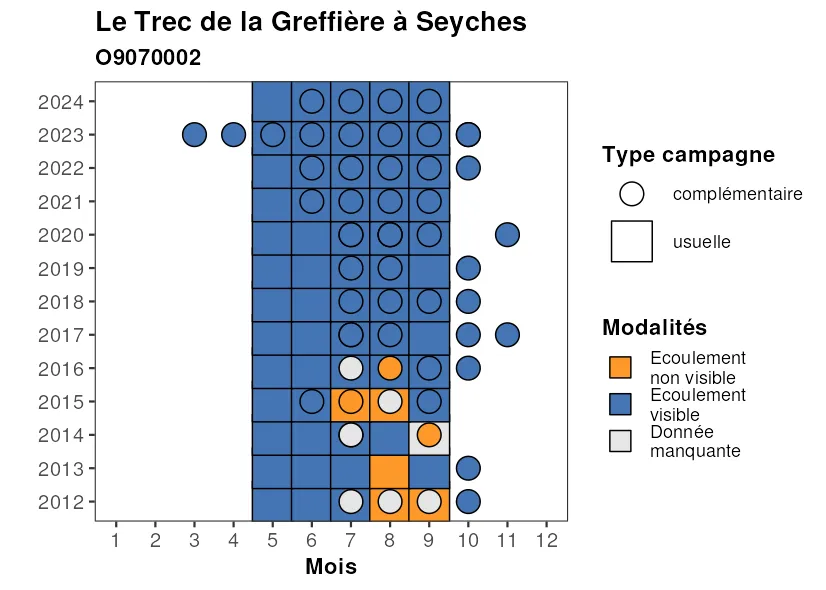 Le Trec de la Greffière à Seyches
O9070002
2024
2023
2022
2021
2020
2019
2018
2017
2016
2015
2014
2013
2012
1 2 3 4 5 6 7 8 9 10 11 12
Mois
Type campagne
complémentaire
usuelle
Modalités
Ecoulement
non visible
Ecoulement
visible
Donnée
manquante